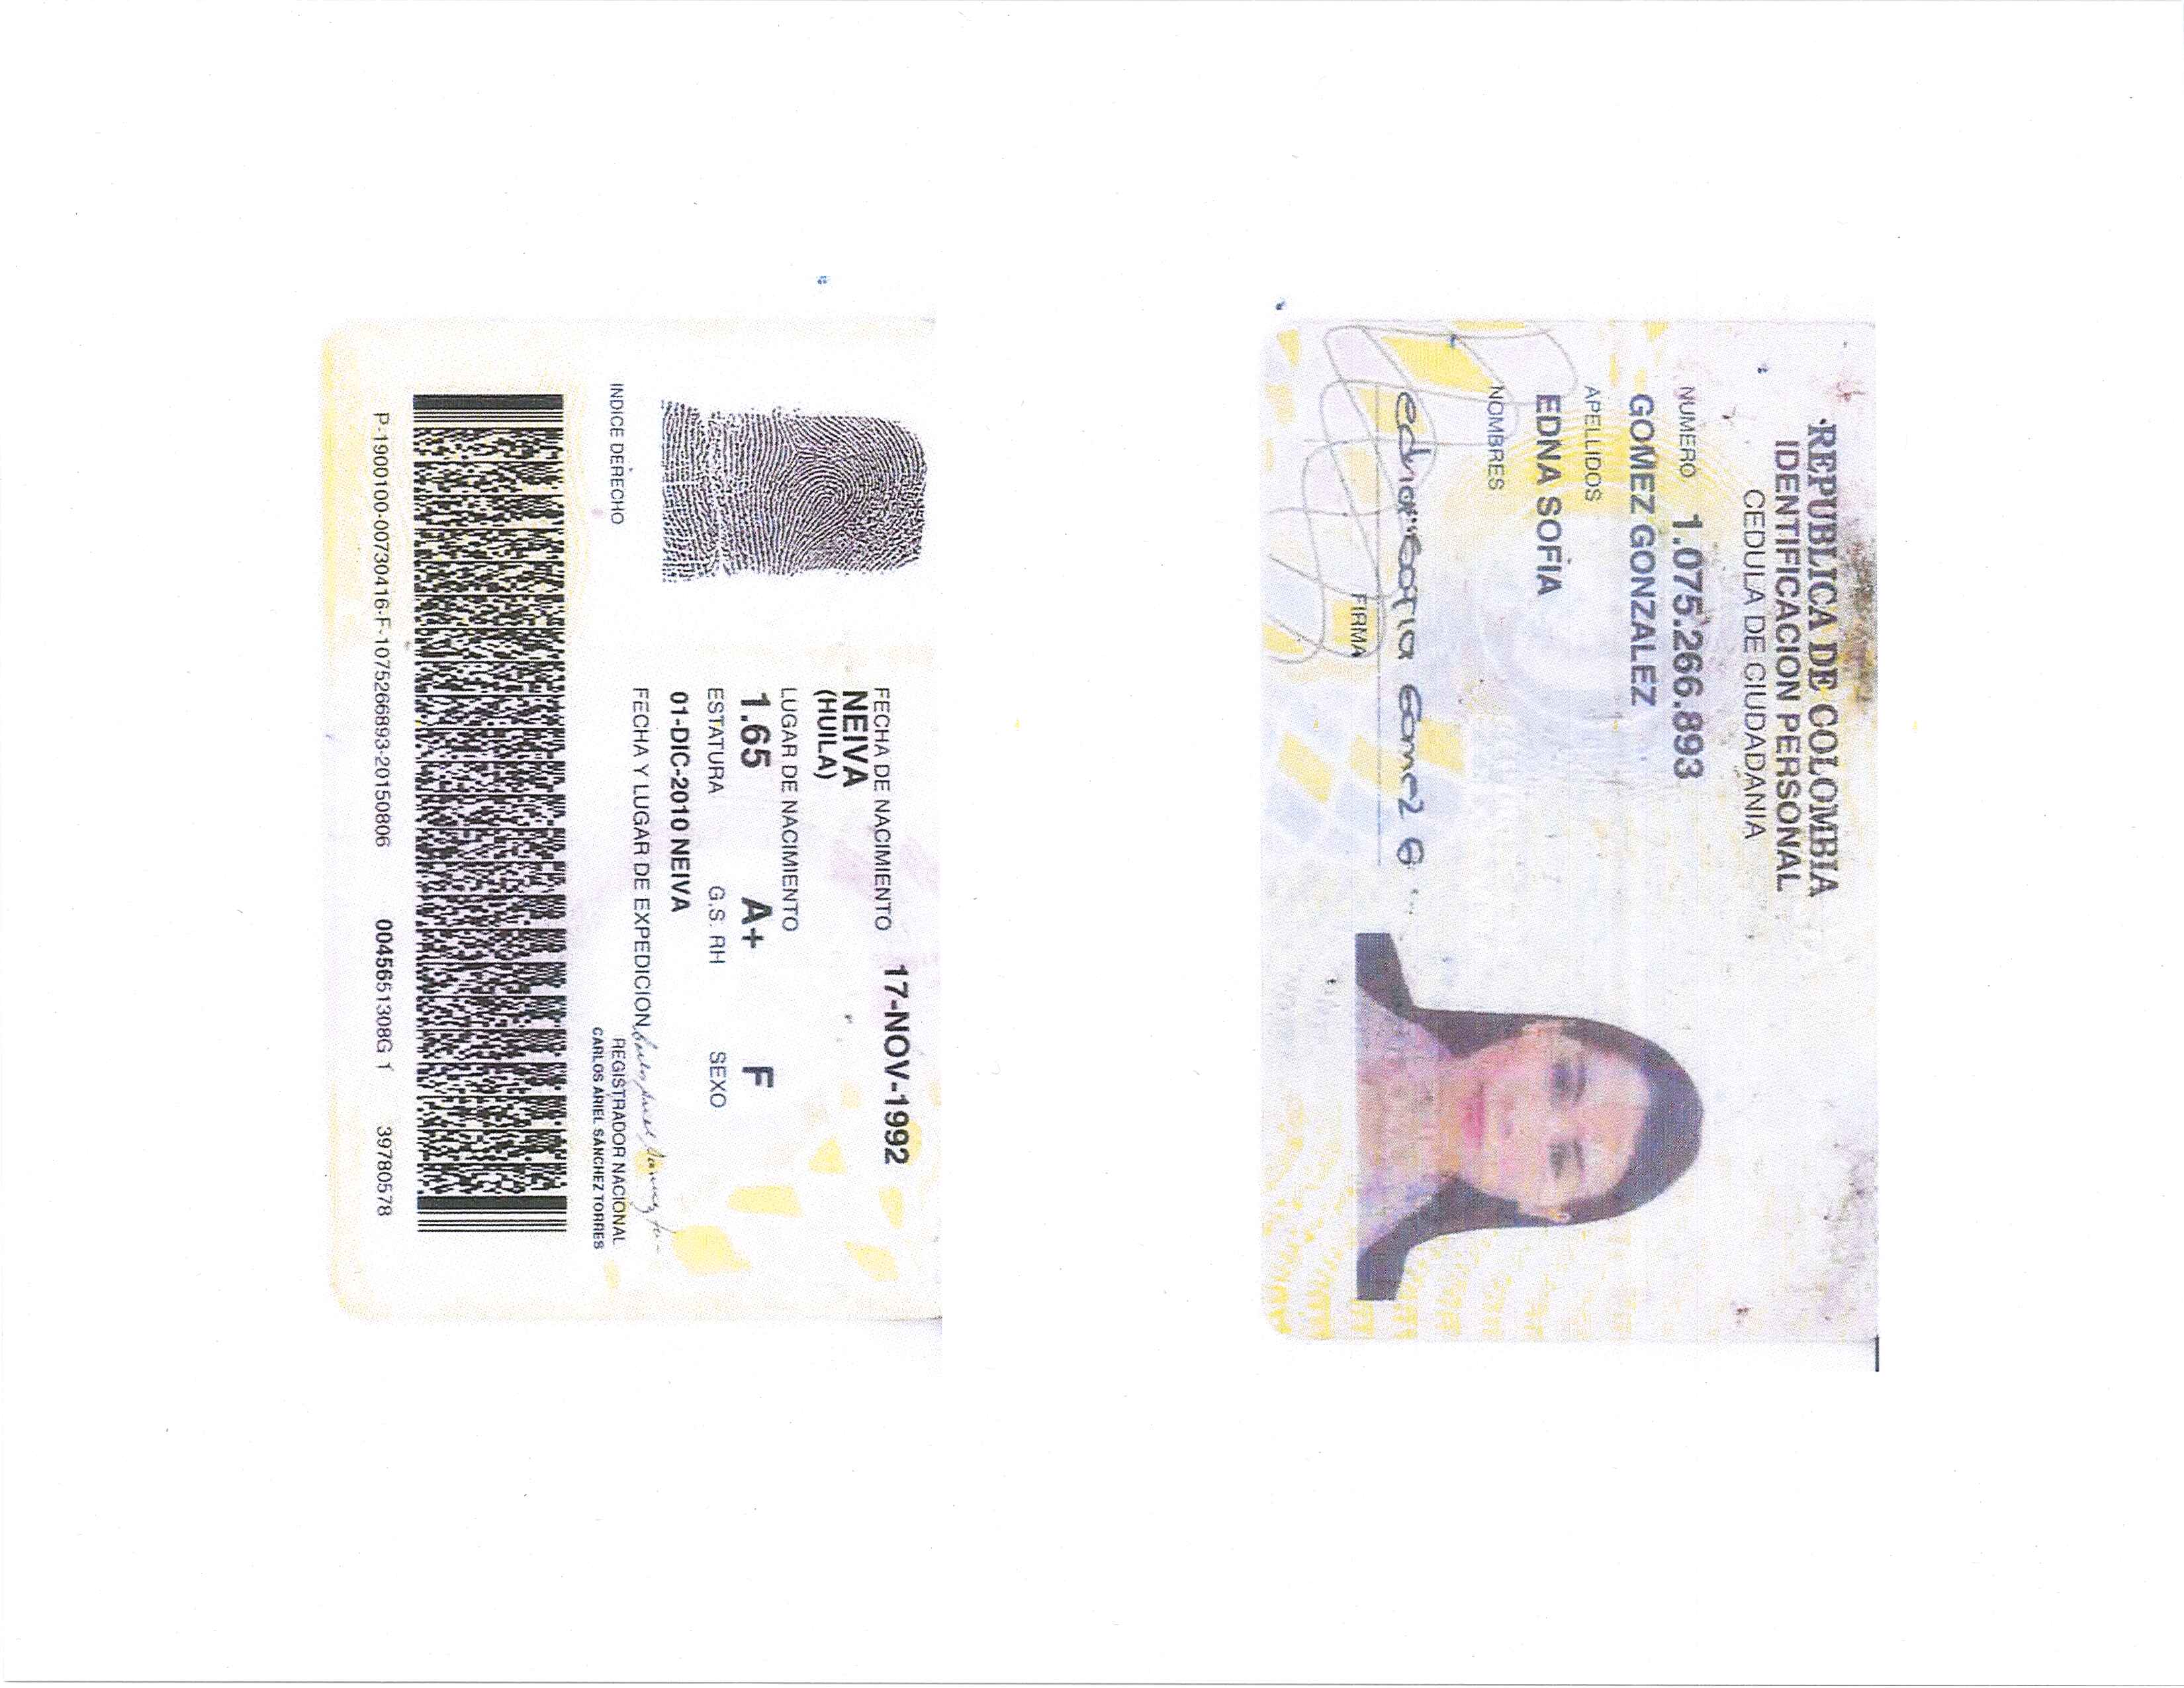 REPUBLICA DE COLOMBIA
IDENTIFICACION PERSONAL
CEDULA DE CIUDADANIA
NUMERO 1.075.266.893
GOMEZ GONZALEZ
APELLIDOS
EDNA SOFIA
NOMBRES
Edna Sofia Gomez G
FIRMA
FECHA DE NACIMIENTO 17-NOV-1992
NEIVA
(HUILA)
LUGAR DE NACIMIENTO
1.65 A+ F
ESTATURA G.S. RH SEXO
01-DIC-2010 NEIVA
FECHA Y LUGAR DE EXPEDICION
INDICE DERECHO
REGISTRADOR NACIONAL
CARLOS ARIEL SÁNCHEZ TORRES
P-1900100-00730416-F-1075266893-20150806 0045651308G 1 39780578